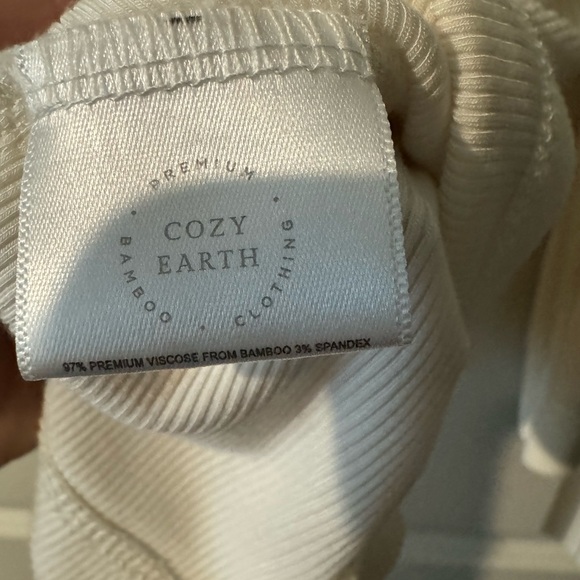 PREMIUM
COZY
EARTH
BAMBOO
CLOTHING
97% PREMIUM VISCOSE FROM BAMBOO 3% SPANDEX